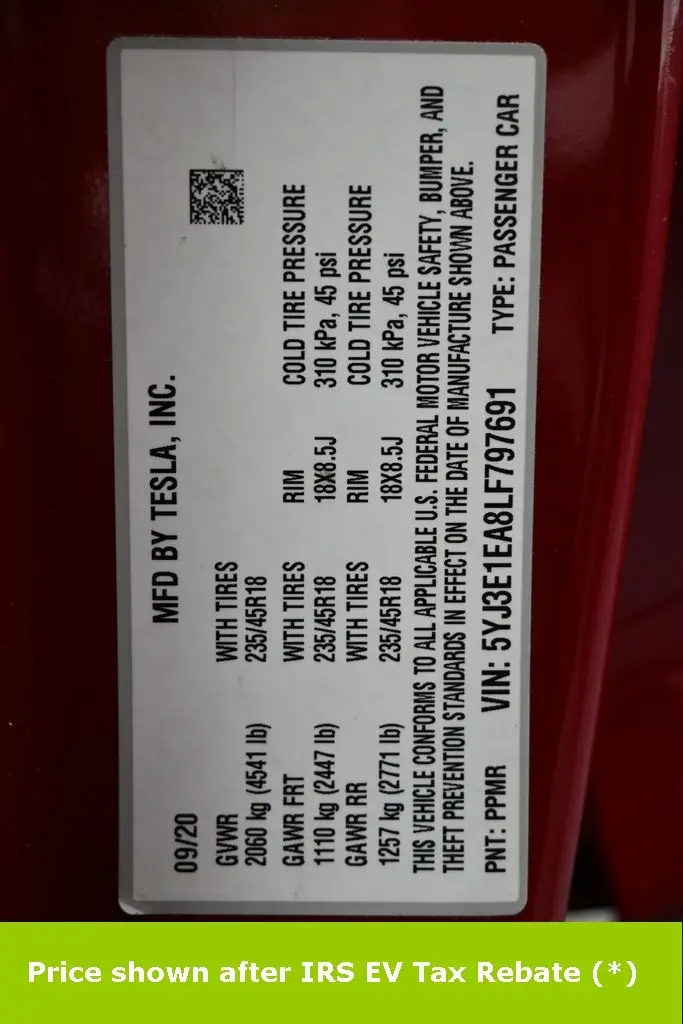 MFD BY TESLA, INC.
09/20
GVWR WITH TIRES
2060 kg (4541 lb) 235/45R18
GAWR FRT WITH TIRES RIM COLD TIRE PRESSURE
1110 kg (2447 lb) 235/45R18 18X8.5J 310 kPa, 45 psi
GAWR RR WITH TIRES RIM COLD TIRE PRESSURE
1257 kg (2771 lb) 235/45R18 18X8.5J 310 kPa, 45 psi
THIS VEHICLE CONFORMS TO ALL APPLICABLE U.S. FEDERAL MOTOR VEHICLE SAFETY, BUMPER, AND
THEFT PREVENTION STANDARDS IN EFFECT ON THE DATE OF MANUFACTURE SHOWN ABOVE.
PNT: PPMR VIN: 5YJ3E1EA8LF797691 TYPE: PASSENGER CAR
Price shown after IRS EV Tax Rebate (*)